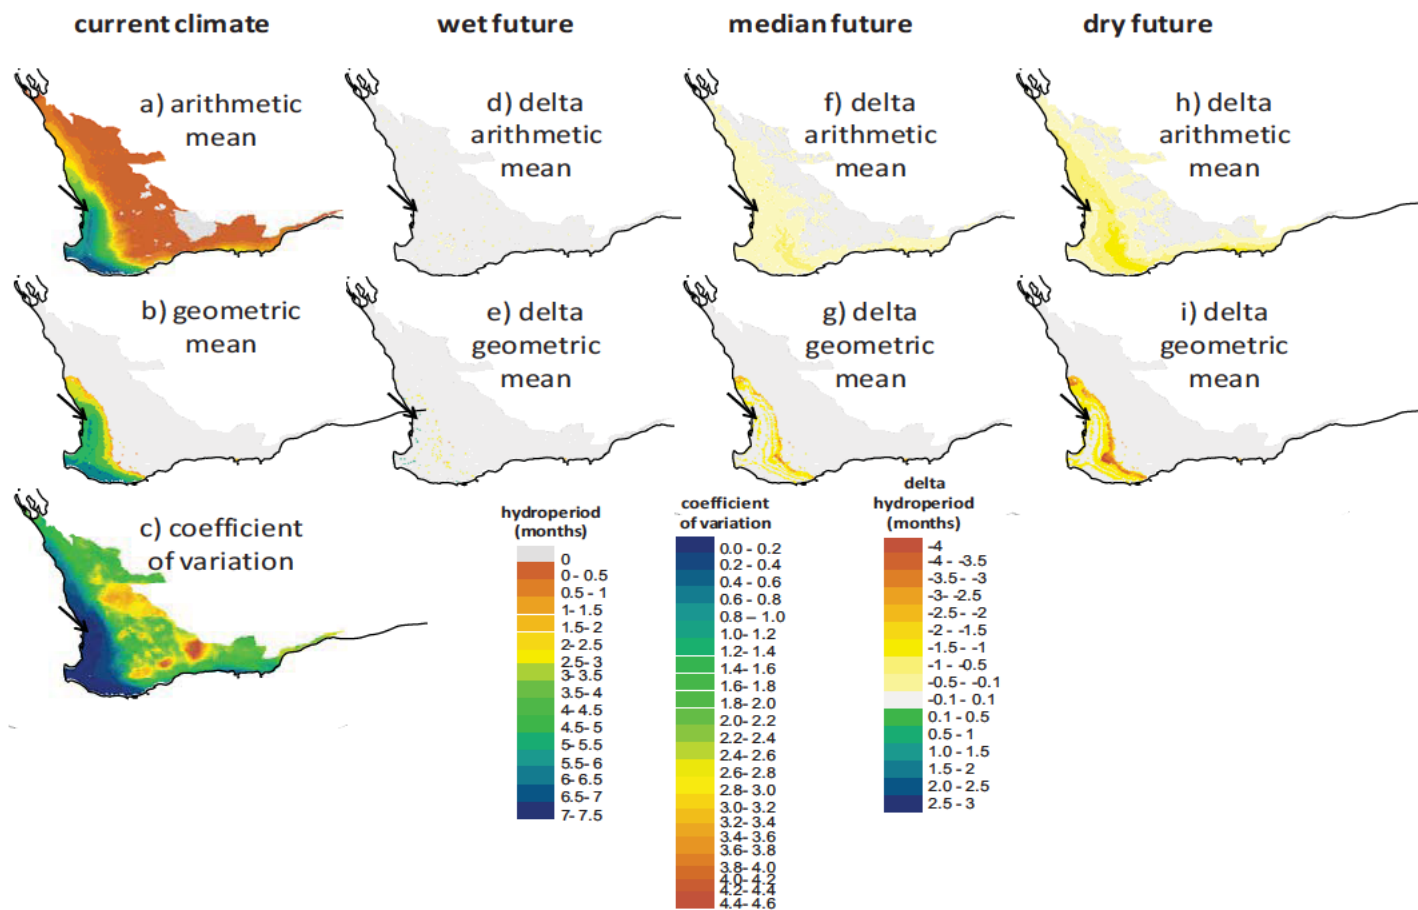 current climate
wet future
median future
dry future
a) arithmetic
mean
d) delta
arithmetic
mean
f) delta
arithmetic
mean
h) delta
arithmetic
mean
b) geometric
mean
e) delta
geometric
mean
g) delta
geometric
mean
i) delta
geometric
mean
c) coefficient
of variation
hydroperiod
(months)
0
0- 0.5
0.5 - 1
1- 1.5
1.5- 2
2- 2.5
2.5- 3
3- 3.5
3.5- 4
4- 4.5
4.5- 5
5- 5.5
5.5- 6
6- 6.5
6.5- 7
7- 7.5
coefficient
of variation
0.0 - 0.2
0.2 - 0.4
0.4 - 0.6
0.6 - 0.8
0.8 – 1.0
1.0- 1.2
1.2- 1.4
1.4- 1.6
1.6- 1.8
1.8- 2.0
2.0- 2.2
2.2- 2.4
2.4- 2.6
2.6- 2.8
2.8- 3.0
3.0- 3.2
3.2- 3.4
3.4- 3.6
3.6- 3.8
3.8- 4.0
4.0- 4.2
4.2- 4.4
4.4- 4.6
delta
hydroperiod
(months)
-4
-4 - -3.5
-3.5- -3
-3- -2.5
-2.5- -2
-2 - -1.5
-1.5- -1
-1 - -0.5
-0.5 - -0.1
-0.1 - 0.1
0.1 - 0.5
0.5 - 1
1.0 - 1.5
1.5 - 2
2.0 - 2.5
2.5 - 3